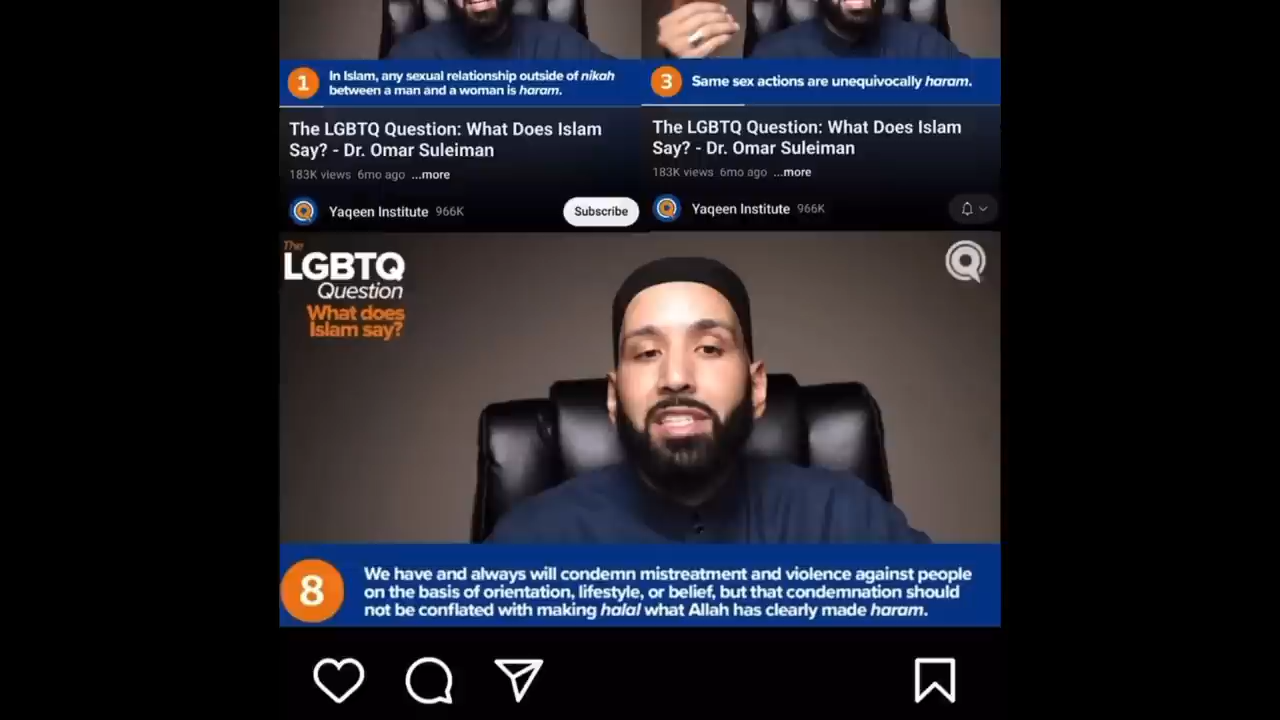 1
In Islam, any sexual relationship outside of nikah
between a man and a woman is haram.
The LGBTQ Question: What Does Islam
Say? - Dr. Omar Suleiman
183K views 6mo ago ...more
Yaqeen Institute 966K
Subscribe
3
Same sex actions are unequivocally haram.
The LGBTQ Question: What Does Islam
Say? - Dr. Omar Suleiman
183K views 6mo ago ...more
Yaqeen Institute 966K
The
LGBTQ
Question
What does
Islam say?
8
We have and always will condemn mistreatment and violence against people
on the basis of orientation, lifestyle, or belief, but that condemnation should
not be conflated with making halal what Allah has clearly made haram.